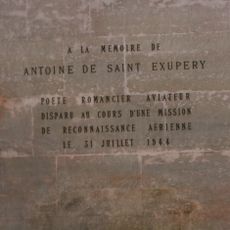 A LA MEMOIRE DE
ANTOINE DE SAINT EXUPERY
POETE ROMANCIER AVIATEUR
DISPARU AU COURS D'UNE MISSION
DE RECONNAISSANCE AERIENNE
LE 31 JUILLET 1944